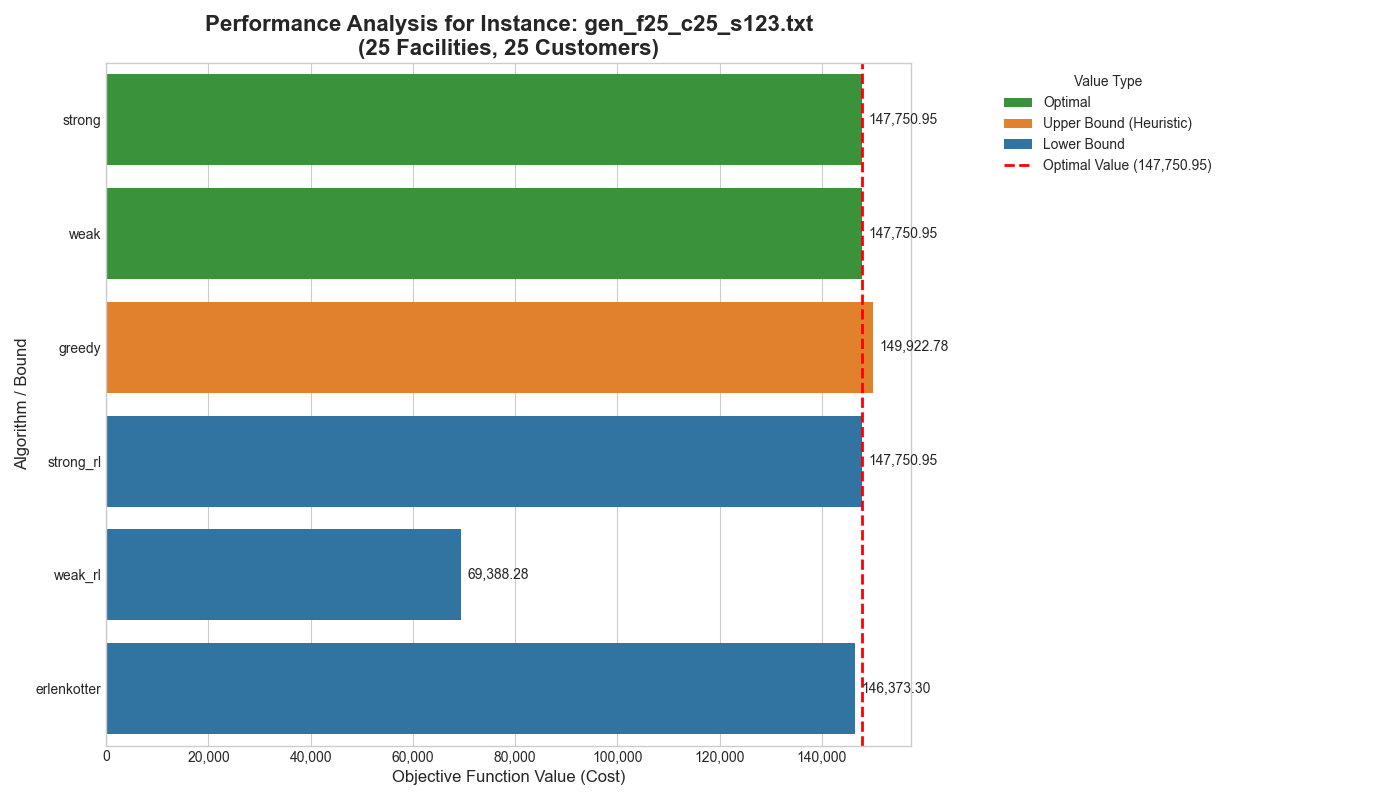 Performance Analysis for Instance: gen_f25_c25_s123.txt
(25 Facilities, 25 Customers)
Value Type
Optimal
Upper Bound (Heuristic)
Lower Bound
Optimal Value (147,750.95)
Algorithm / Bound
strong
147,750.95
weak
147,750.95
greedy
149,922.78
strong_rl
147,750.95
weak_rl
69,388.28
erlenkotter
146,373.30
0
20,000
40,000
60,000
80,000
100,000
120,000
140,000
Objective Function Value (Cost)